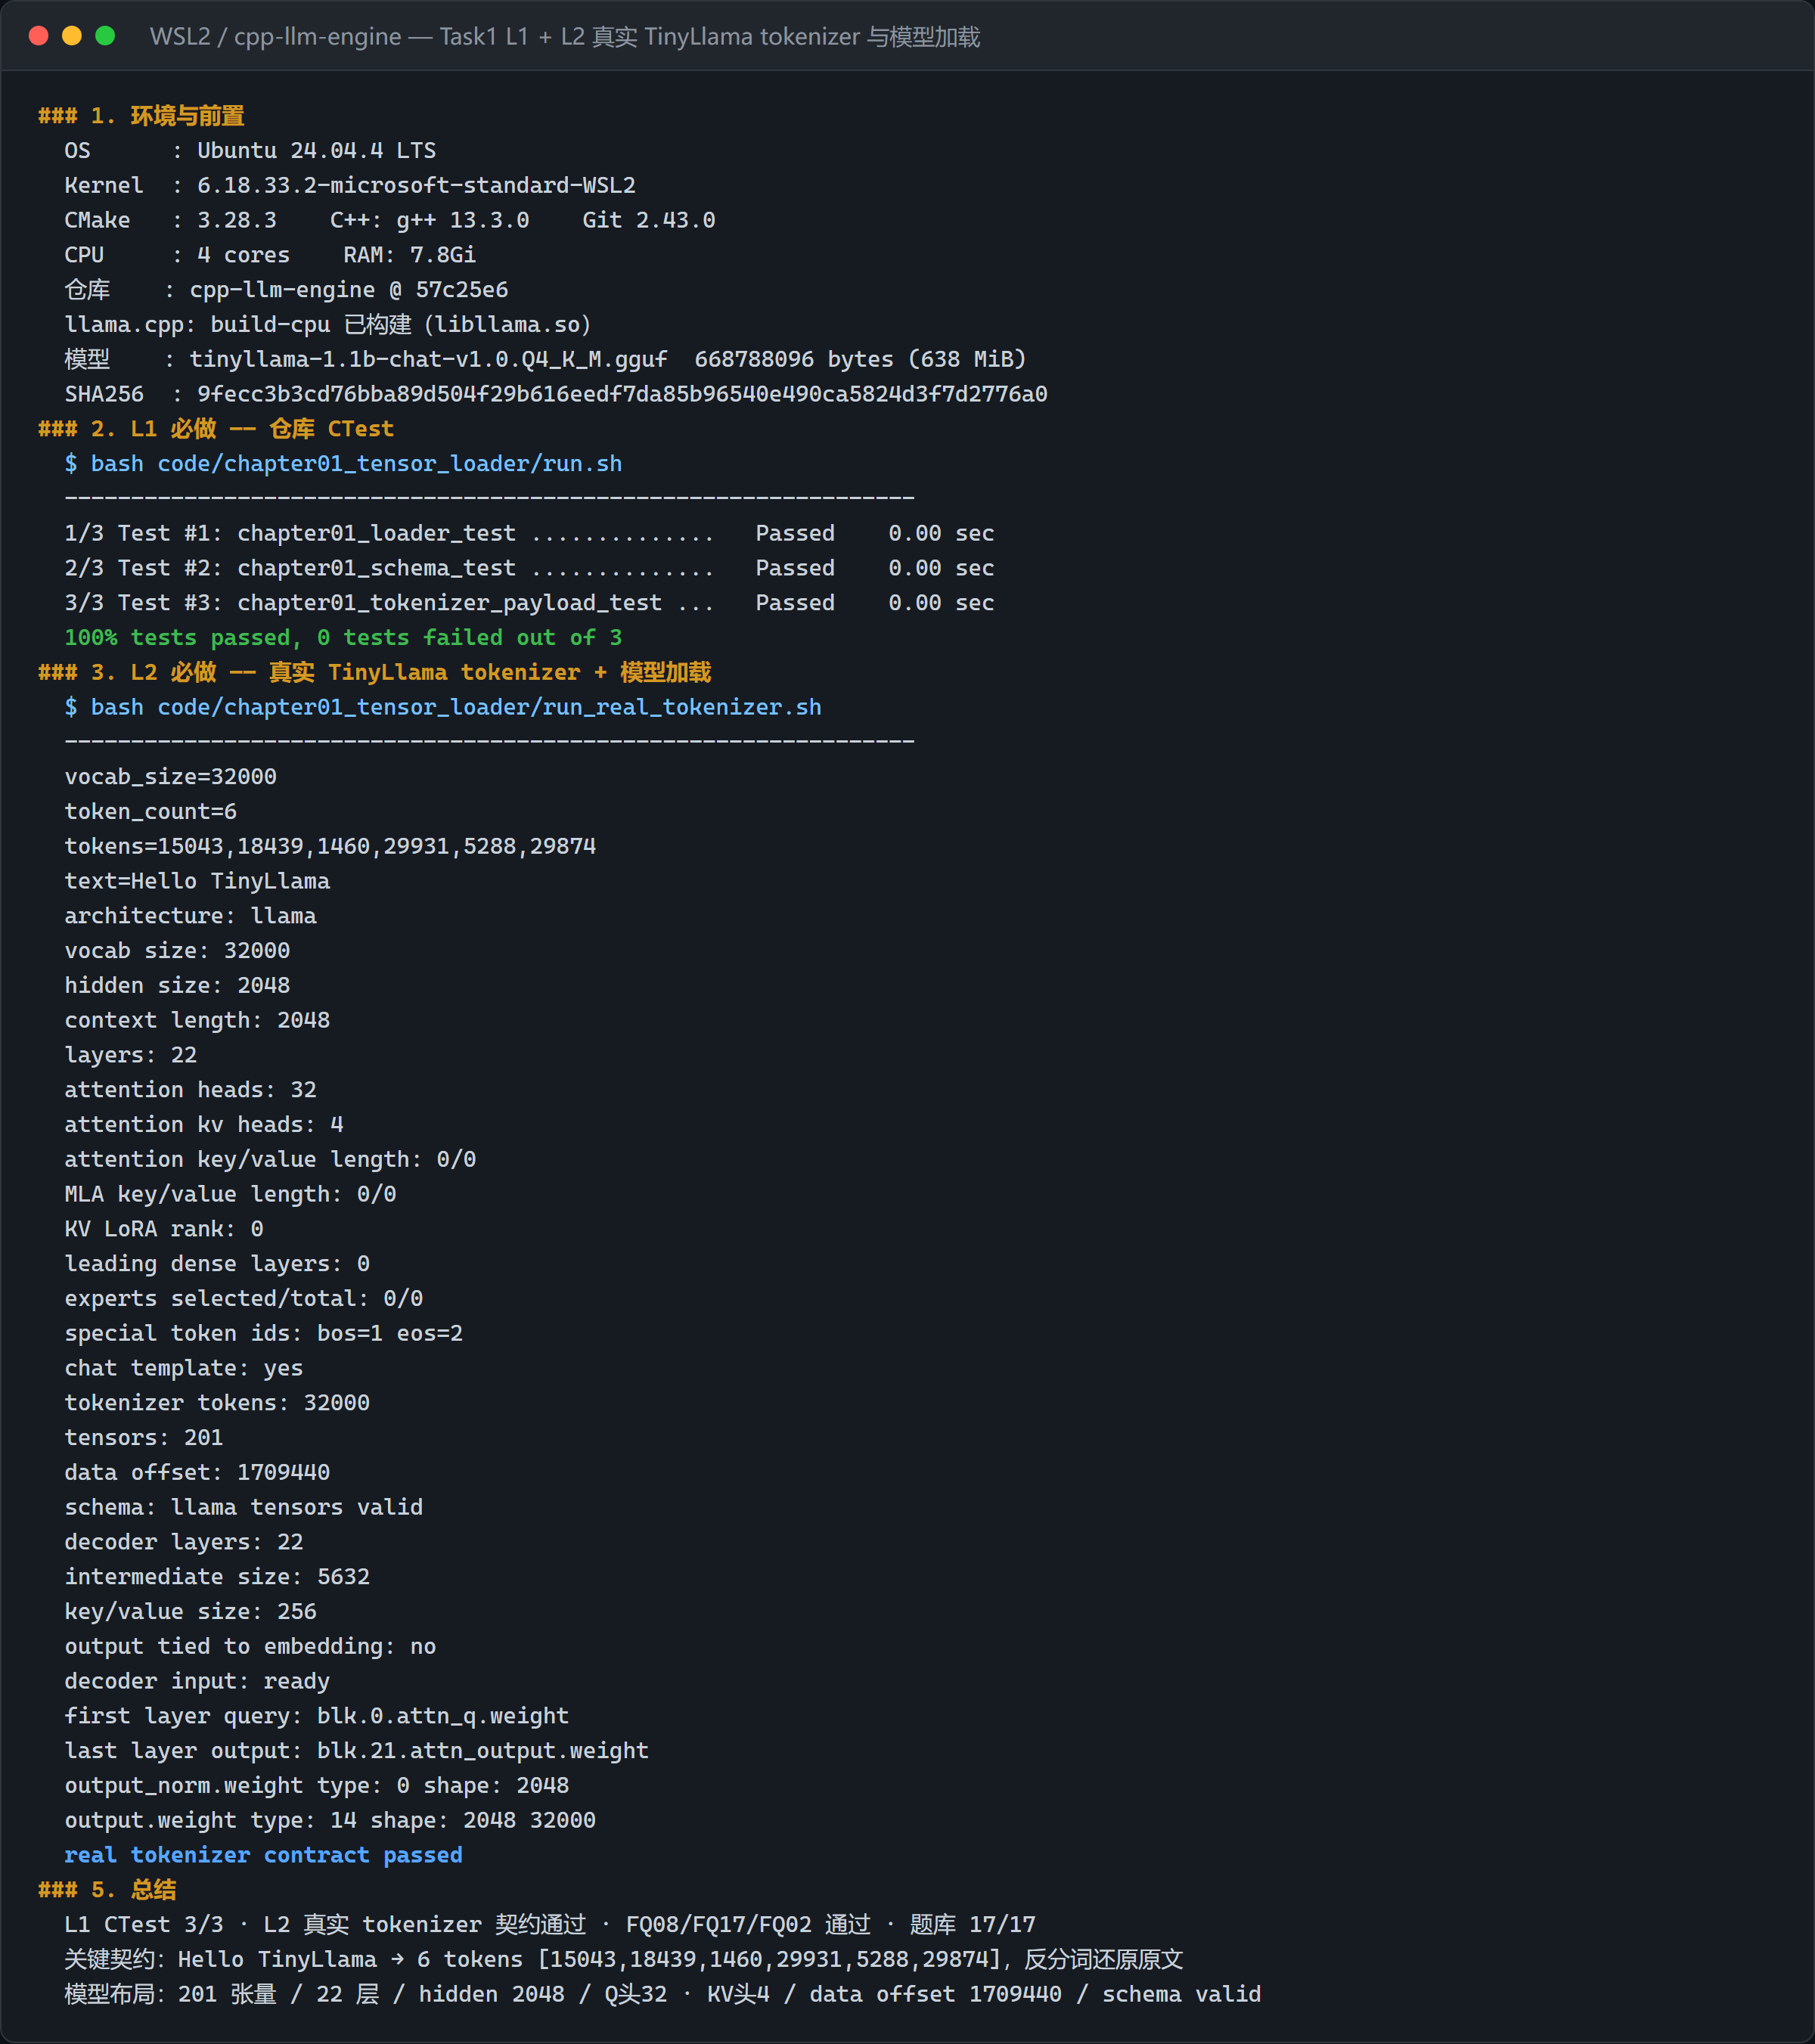 WSL2 / cpp-llm-engine — Task1 L1 + L2 真实 TinyLlama tokenizer 与模型加载
### 1. 环境与前置
OS      : Ubuntu 24.04.4 LTS
Kernel  : 6.18.33.2-microsoft-standard-WSL2
CMake   : 3.28.3    C++: g++ 13.3.0    Git 2.43.0
CPU     : 4 cores    RAM: 7.8Gi
仓库    : cpp-llm-engine @ 57c25e6
llama.cpp: build-cpu 已构建（libllama.so）
模型    : tinyllama-1.1b-chat-v1.0.Q4_K_M.gguf  668788096 bytes (638 MiB)
SHA256  : 9fecc3b3cd76bba89d504f29b616eedf7da85b96540e490ca5824d3f7d2776a0
### 2. L1 必做 —— 仓库 CTest
$ bash code/chapter01_tensor_loader/run.sh
----------------------------------------------------------------
1/3 Test #1: chapter01_loader_test ..............   Passed    0.00 sec
2/3 Test #2: chapter01_schema_test ..............   Passed    0.00 sec
3/3 Test #3: chapter01_tokenizer_payload_test ...   Passed    0.00 sec
100% tests passed, 0 tests failed out of 3
### 3. L2 必做 —— 真实 TinyLlama tokenizer + 模型加载
$ bash code/chapter01_tensor_loader/run_real_tokenizer.sh
----------------------------------------------------------------
vocab_size=32000
token_count=6
tokens=15043,18439,1460,29931,5288,29874
text=Hello TinyLlama
architecture: llama
vocab size: 32000
hidden size: 2048
context length: 2048
layers: 22
attention heads: 32
attention kv heads: 4
attention key/value length: 0/0
MLA key/value length: 0/0
KV LoRA rank: 0
leading dense layers: 0
experts selected/total: 0/0
special token ids: bos=1 eos=2
chat template: yes
tokenizer tokens: 32000
tensors: 201
data offset: 1709440
schema: llama tensors valid
decoder layers: 22
intermediate size: 5632
key/value size: 256
output tied to embedding: no
decoder input: ready
first layer query: blk.0.attn_q.weight
last layer output: blk.21.attn_output.weight
output_norm.weight type: 0 shape: 2048
output.weight type: 14 shape: 2048 32000
real tokenizer contract passed
### 5. 总结
L1 CTest 3/3 · L2 真实 tokenizer 契约通过 · FQ08/FQ17/FQ02 通过 · 题库 17/17
关键契约：Hello TinyLlama → 6 tokens [15043,18439,1460,29931,5288,29874]，反分词还原原文
模型布局：201 张量 / 22 层 / hidden 2048 / Q头32 · KV头4 / data offset 1709440 / schema valid